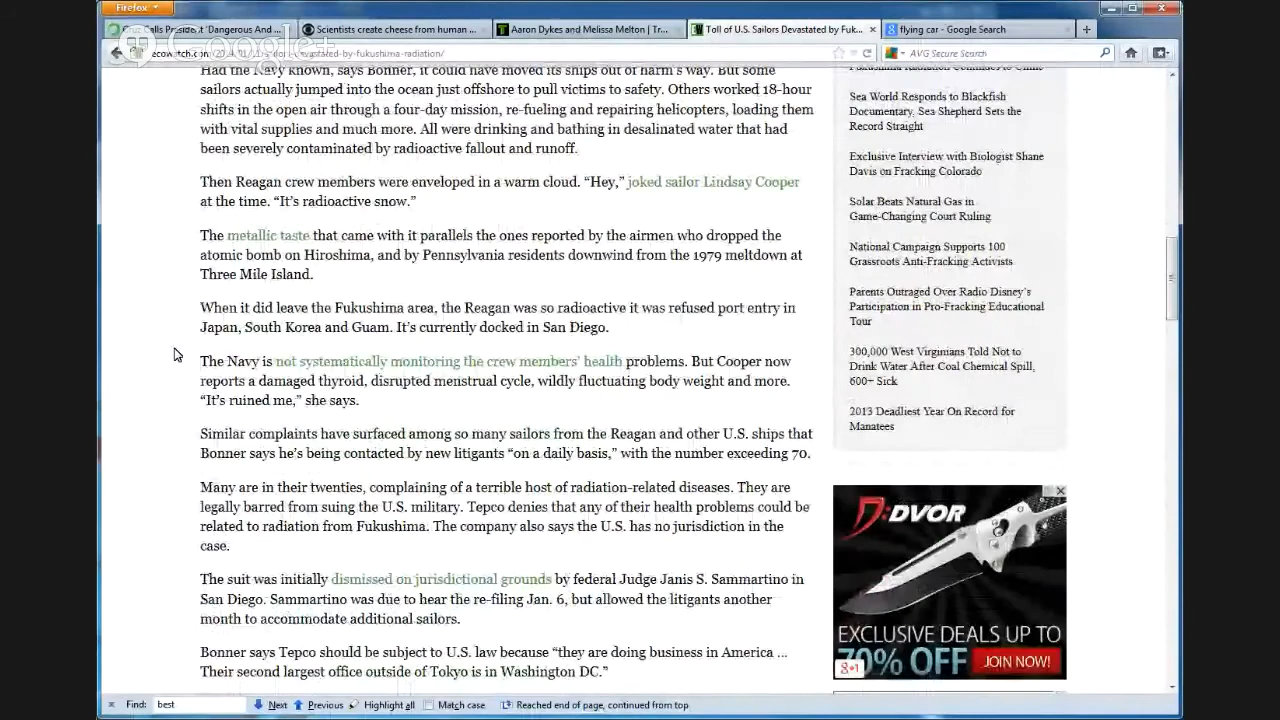 Firefox
Cruz Calls President 'Dangerous And ...
Scientists create cheese from human ...
Aaron Dykes and Melissa Melton | Tr...
Toll of U.S. Sailors Devastated by Fuk...
flying car - Google Search
Google+
devastated-by-fukushima-radiation/
AVG Secure Search
Had the Navy known, says Bonner, it could have moved its ships out of harm's way. But some
sailors actually jumped into the ocean just offshore to pull victims to safety. Others worked 18-hour
shifts in the open air through a four-day mission, re-fueling and repairing helicopters, loading them
with vital supplies and much more. All were drinking and bathing in desalinated water that had
been severely contaminated by radioactive fallout and runoff.
Then Reagan crew members were enveloped in a warm cloud. “Hey,” joked sailor Lindsay Cooper
at the time. “It's radioactive snow.”
The metallic taste that came with it parallels the ones reported by the airmen who dropped the
atomic bomb on Hiroshima, and by Pennsylvania residents downwind from the 1979 meltdown at
Three Mile Island.
When it did leave the Fukushima area, the Reagan was so radioactive it was refused port entry in
Japan, South Korea and Guam. It's currently docked in San Diego.
The Navy is not systematically monitoring the crew members' health problems. But Cooper now
reports a damaged thyroid, disrupted menstrual cycle, wildly fluctuating body weight and more.
“It's ruined me,” she says.
Similar complaints have surfaced among so many sailors from the Reagan and other U.S. ships that
Bonner says he's being contacted by new litigants “on a daily basis,” with the number exceeding 70.
Many are in their twenties, complaining of a terrible host of radiation-related diseases. They are
legally barred from suing the U.S. military. Tepco denies that any of their health problems could be
related to radiation from Fukushima. The company also says the U.S. has no jurisdiction in the
case.
The suit was initially dismissed on jurisdictional grounds by federal Judge Janis S. Sammartino in
San Diego. Sammartino was due to hear the re-filing Jan. 6, but allowed the litigants another
month to accommodate additional sailors.
Bonner says Tepco should be subject to U.S. law because “they are doing business in America ...
Their second largest office outside of Tokyo is in Washington DC.”
Sea World Responds to Blackfish
Documentary, Sea Shepherd Sets the
Record Straight
Exclusive Interview with Biologist Shane
Davis on Fracking Colorado
Solar Beats Natural Gas in
Game-Changing Court Ruling
National Campaign Supports 100
Grassroots Anti-Fracking Activists
Parents Outraged Over Radio Disney's
Participation in Pro-Fracking Educational
Tour
300,000 West Virginians Told Not to
Drink Water After Coal Chemical Spill,
600+ Sick
2013 Deadliest Year On Record for
Manatees
D:DVOR
EXCLUSIVE DEALS UP TO
70% OFF JOIN NOW!
g+1
Find: best Next Previous Highlight all Match case Reached end of page, continued from top